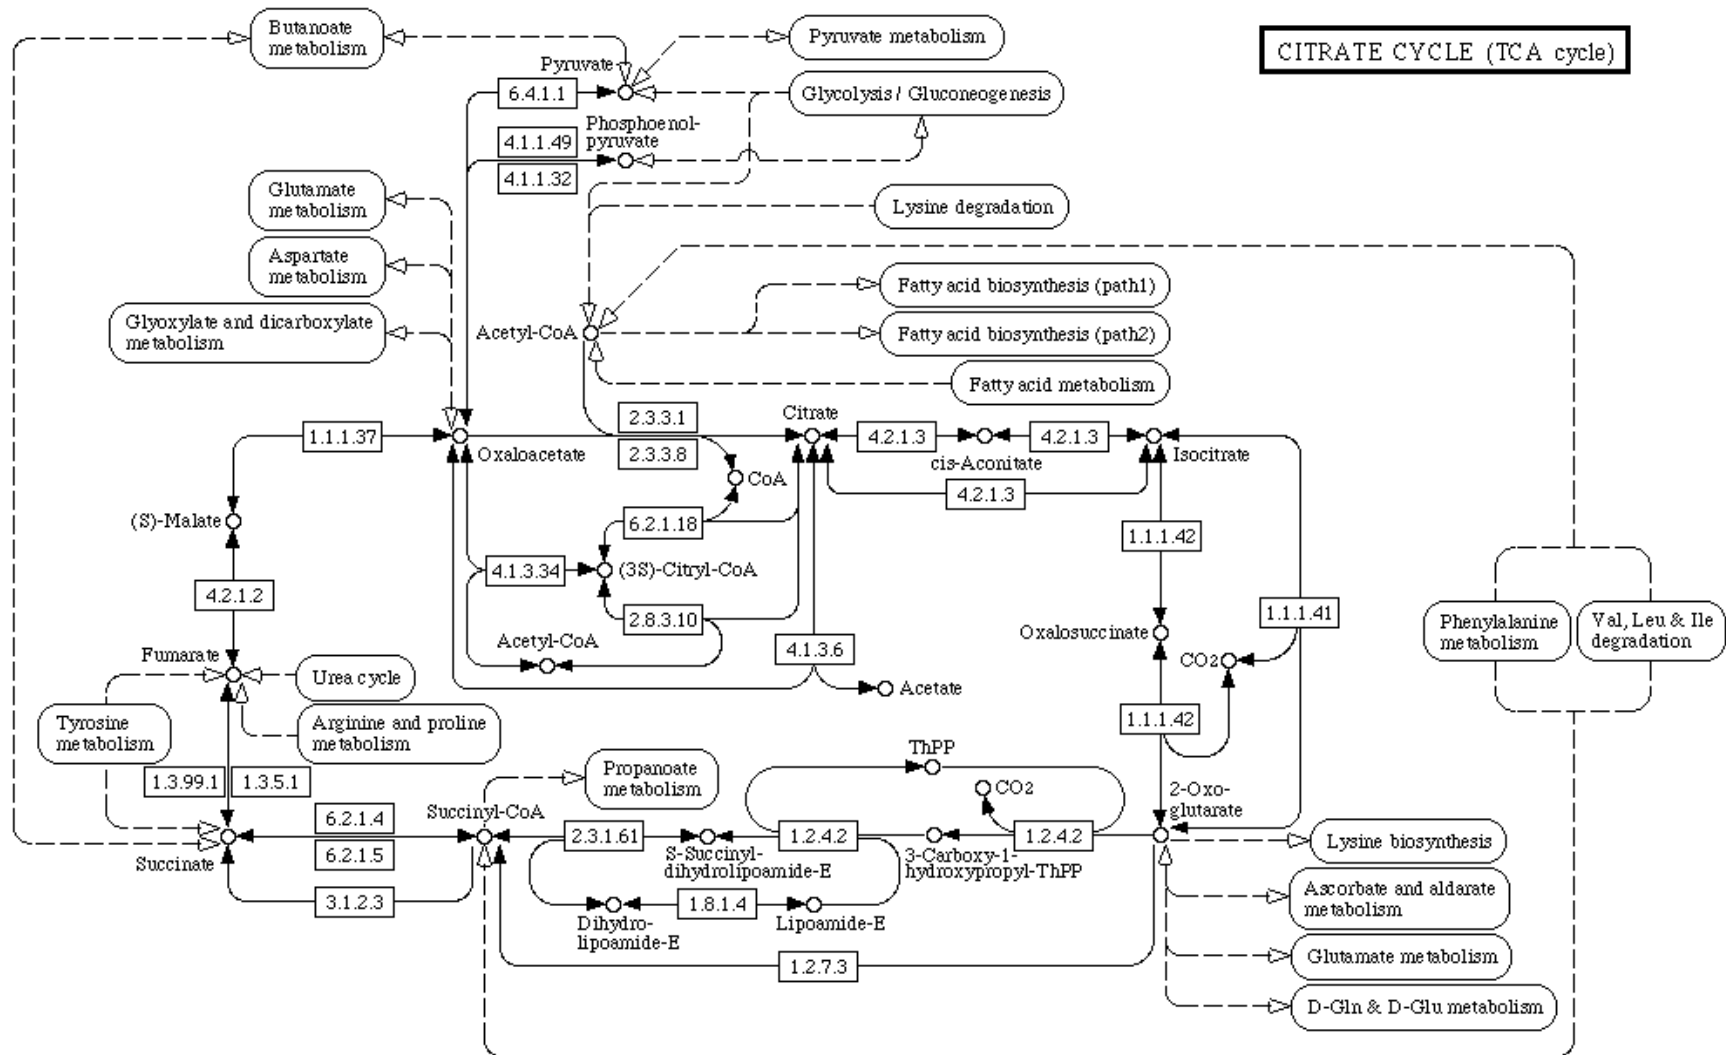 Butanoate
metabolism
Pyruvate metabolism
CITRATE CYCLE (TCA cycle)
Pyruvate
6.4.1.1
Glycolysis / Gluconeogenesis
Phosphoenol-
pyruvate
4.1.1.49
4.1.1.32
Glutamate
metabolism
Lysine degradation
Aspartate
metabolism
Fatty acid biosynthesis (path1)
Glyoxylate and dicarboxylate
metabolism
Acetyl-CoA
Fatty acid biosynthesis (path2)
Fatty acid metabolism
1.1.1.37
Oxaloacetate
2.3.3.1
2.3.3.8
Citrate
4.2.1.3
cis-Aconitate
4.2.1.3
Isocitrate
4.2.1.3
CoA
(S)-Malate
6.2.1.18
1.1.1.42
4.1.3.34
(3S)-Citryl-CoA
4.2.1.2
2.8.3.10
1.1.1.41
Phenylalanine
metabolism
Val, Leu & Ile
degradation
Oxalosuccinate
Acetyl-CoA
4.1.3.6
CO2
Fumarate
Urea cycle
Acetate
Tyrosine
metabolism
Arginine and proline
metabolism
1.1.1.42
ThPP
1.3.99.1
1.3.5.1
Propanoate
metabolism
CO2
2-Oxo-
glutarate
Succinyl-CoA
6.2.1.4
6.2.1.5
2.3.1.61
1.2.4.2
1.2.4.2
Lysine biosynthesis
Succinate
S-Succinyl-
dihydrolipoamide-E
3-Carboxy-1-
hydroxypropyl-ThPP
3.1.2.3
1.8.1.4
Ascorbate and aldarate
metabolism
Dihydro-
lipoamide-E
Lipoamide-E
Glutamate metabolism
1.2.7.3
D-Gln & D-Glu metabolism